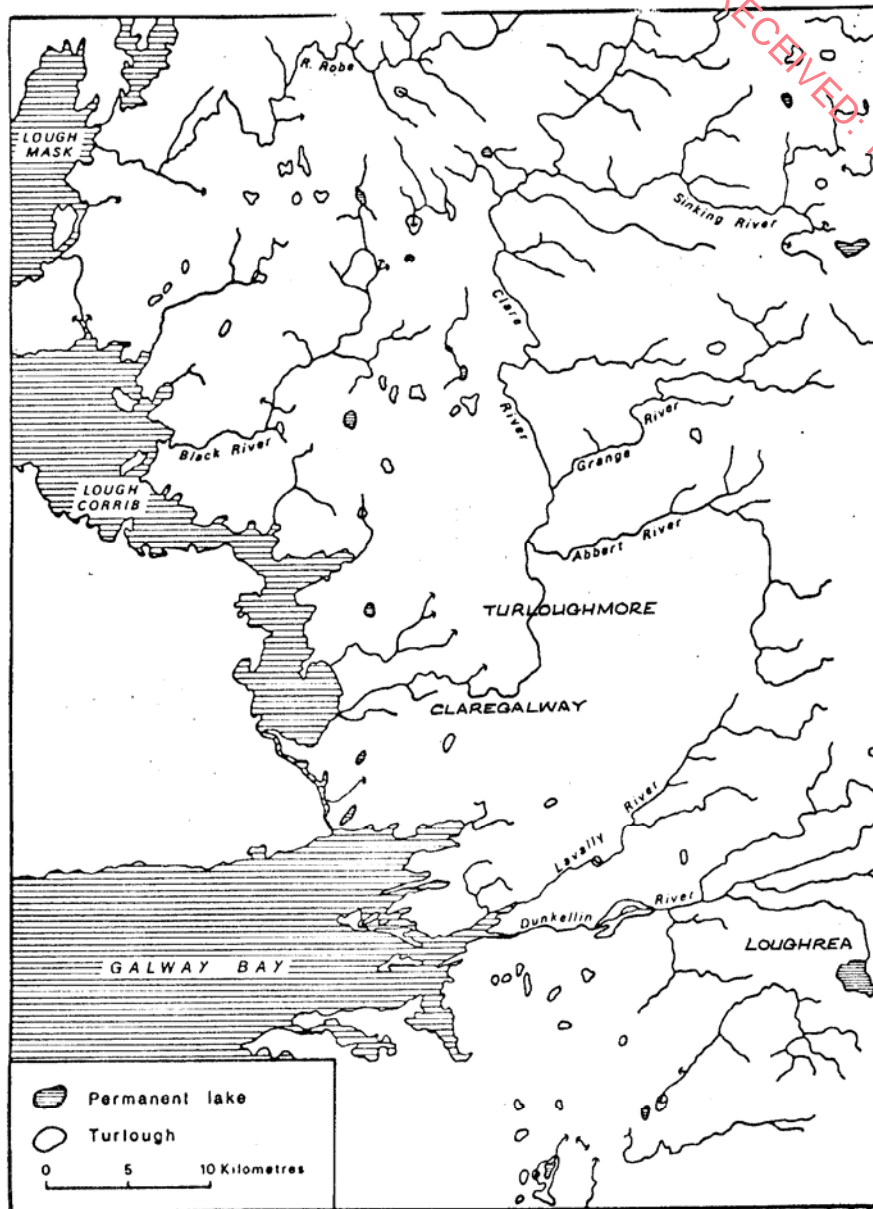 RECEIVED:
R. Robe
LOUGH
MASK
Sinking River
Clare
River
Black River
Grange River
LOUGH
CORRIB
Abbert River
TURLOUGHMORE
CLAREGALWAY
Lavally River
Dunkellin River
LOUGHREA
GALWAY BAY
Permanent lake
Turlough
0 5 10 Kilometres